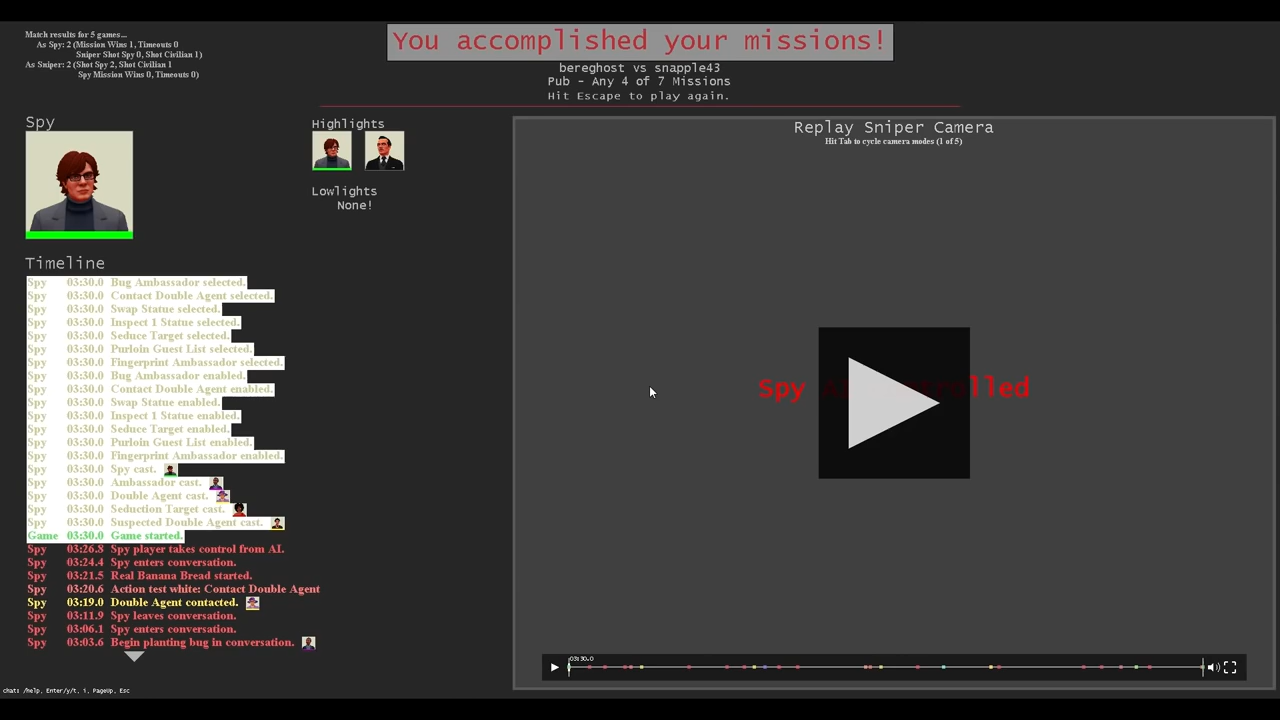 Match results for 5 games...
As Spy: 2 (Mission Wins 1, Timeouts 0
Sniper Shot Spy 0, Shot Civilian 1)
As Sniper: 2 (Shot Spy 2, Shot Civilian 1
Spy Mission Wins 0, Timeouts 0)
You accomplished your missions!
bereghost vs snapple43
Pub - Any 4 of 7 Missions
Hit Escape to play again.
Spy
Highlights
Lowlights
None!
Timeline
Spy 03:30.0 Bug Ambassador selected.
Spy 03:30.0 Contact Double Agent selected.
Spy 03:30.0 Swap Statue selected.
Spy 03:30.0 Inspect 1 Statue selected.
Spy 03:30.0 Seduce Target selected.
Spy 03:30.0 Purloin Guest List selected.
Spy 03:30.0 Fingerprint Ambassador selected.
Spy 03:30.0 Bug Ambassador enabled.
Spy 03:30.0 Contact Double Agent enabled.
Spy 03:30.0 Swap Statue enabled.
Spy 03:30.0 Inspect 1 Statue enabled.
Spy 03:30.0 Seduce Target enabled.
Spy 03:30.0 Purloin Guest List enabled.
Spy 03:30.0 Fingerprint Ambassador enabled.
Spy 03:30.0 Spy cast.
Spy 03:30.0 Ambassador cast.
Spy 03:30.0 Double Agent cast.
Spy 03:30.0 Seduction Target cast.
Spy 03:30.0 Suspected Double Agent cast.
Game 03:30.0 Game started.
Spy 03:26.8 Spy player takes control from AI.
Spy 03:24.4 Spy enters conversation.
Spy 03:21.5 Real Banana Bread started.
Spy 03:20.6 Action test white: Contact Double Agent
Spy 03:19.0 Double Agent contacted.
Spy 03:11.9 Spy leaves conversation.
Spy 03:06.1 Spy enters conversation.
Spy 03:03.6 Begin planting bug in conversation.
chat: /help, Enter/y/t, 1, PageUp, Esc
Replay Sniper Camera
Hit Tab to cycle camera modes (1 of 5)
Spy
03:30.0